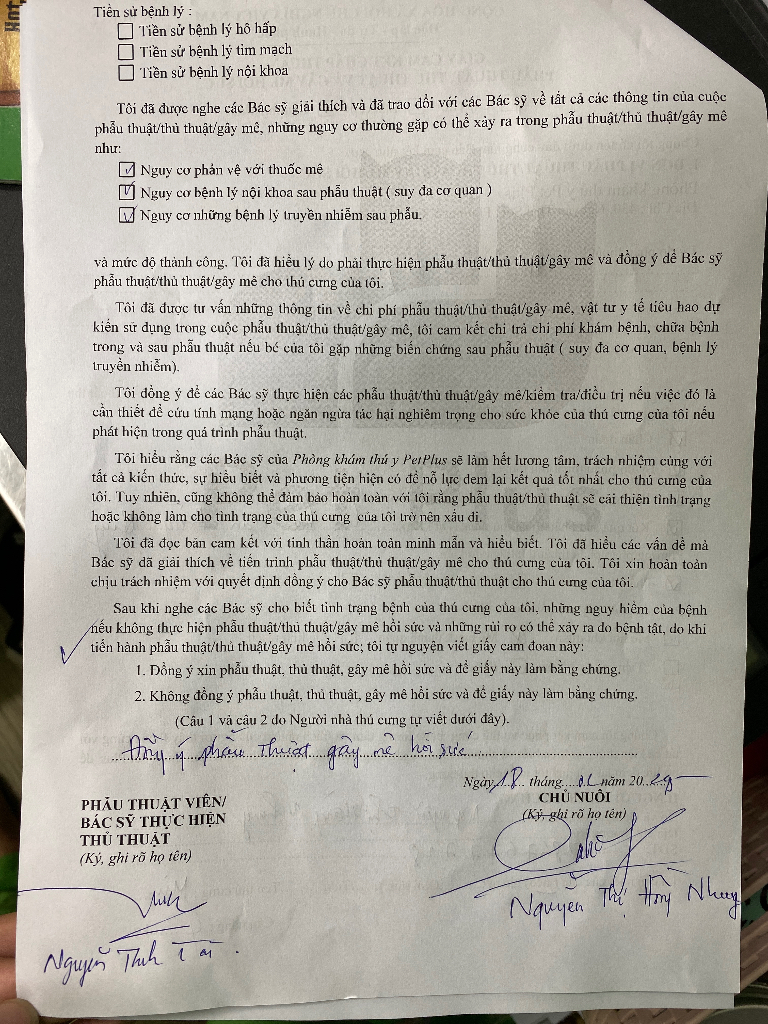 Tiền sử bệnh lý :
Tiền sử bệnh lý hô hấp
Tiền sử bệnh lý tim mạch
Tiền sử bệnh lý nội khoa
Tôi đã được nghe các Bác sỹ giải thích và đã trao đổi với các Bác sỹ về tất cả các thông tin của cuộc
phẫu thuật/thủ thuật/gây mê, những nguy cơ thường gặp có thể xảy ra trong phẫu thuật/thủ thuật/gây mê
như:
Nguy cơ phản vệ với thuốc mê
Nguy cơ bệnh lý nội khoa sau phẫu thuật ( suy đa cơ quan )
Nguy cơ những bệnh lý truyền nhiễm sau phẫu.
và mức độ thành công. Tôi đã hiểu lý do phải thực hiện phẫu thuật/thủ thuật/gây mê và đồng ý để Bác sỹ
phẫu thuật/thủ thuật/gây mê cho thú cưng của tôi.
Tôi đã được tư vấn những thông tin về chi phí phẫu thuật/thủ thuật/gây mê, vật tư y tế tiêu hao dự
kiến sử dụng trong cuộc phẫu thuật/thủ thuật/gây mê, tôi cam kết chi trả chi phí khám bệnh, chữa bệnh
trong và sau phẫu thuật nếu bé của tôi gặp những biến chứng sau phẫu thuật ( suy đa cơ quan, bệnh lý
truyền nhiễm).
Tôi đồng ý để các Bác sỹ thực hiện các phẫu thuật/thủ thuật/gây mê/kiểm tra/điều trị nếu việc đó là
cần thiết để cứu tính mạng hoặc ngăn ngừa tác hại nghiêm trọng cho sức khỏe của thú cưng của tôi nếu
phát hiện trong quá trình phẫu thuật.
Tôi hiểu rằng các Bác sỹ của Phòng khám thú y PetPlus sẽ làm hết lương tâm, trách nhiệm cùng với
tất cả kiến thức, sự hiểu biết và phương tiện hiện có để nỗ lực đem lại kết quả tốt nhất cho thú cưng của
tôi. Tuy nhiên, cũng không thể đảm bảo hoàn toàn với tôi rằng phẫu thuật/thủ thuật sẽ cải thiện tình trạng
hoặc không làm cho tình trạng của thú cưng của tôi trở nên xấu đi.
Tôi đã đọc bản cam kết với tinh thần hoàn toàn minh mẫn và hiểu biết. Tôi đã hiểu các vấn đề mà
Bác sỹ đã giải thích về tiến trình phẫu thuật/thủ thuật/gây mê cho thú cưng của tôi. Tôi xin hoàn toàn
chịu trách nhiệm với quyết định đồng ý cho Bác sỹ phẫu thuật/thủ thuật cho thú cưng của tôi.
Sau khi nghe các Bác sỹ cho biết tình trạng bệnh của thú cưng của tôi, những nguy hiểm của bệnh
nếu không thực hiện phẫu thuật/thủ thuật/gây mê hồi sức và những rủi ro có thể xảy ra do bệnh tật, do khi
tiến hành phẫu thuật/thủ thuật/gây mê hồi sức; tôi tự nguyện viết giấy cam đoan này:
1. Đồng ý xin phẫu thuật, thủ thuật, gây mê hồi sức và để giấy này làm bằng chứng.
2. Không đồng ý phẫu thuật, thủ thuật, gây mê hồi sức và để giấy này làm bằng chứng.
(Câu 1 và câu 2 do Người nhà thú cưng tự viết dưới đây).
Đồng ý phẫu thuật gây mê hồi sức
Ngày 18 tháng năm 20
PHẪU THUẬT VIÊN/
BÁC SỸ THỰC HIỆN
THỦ THUẬT
(Ký, ghi rõ họ tên)
CHỦ NUÔI
(Ký, ghi rõ họ tên)
Nguyễn Thị Hồng Nhung
Nguyễn